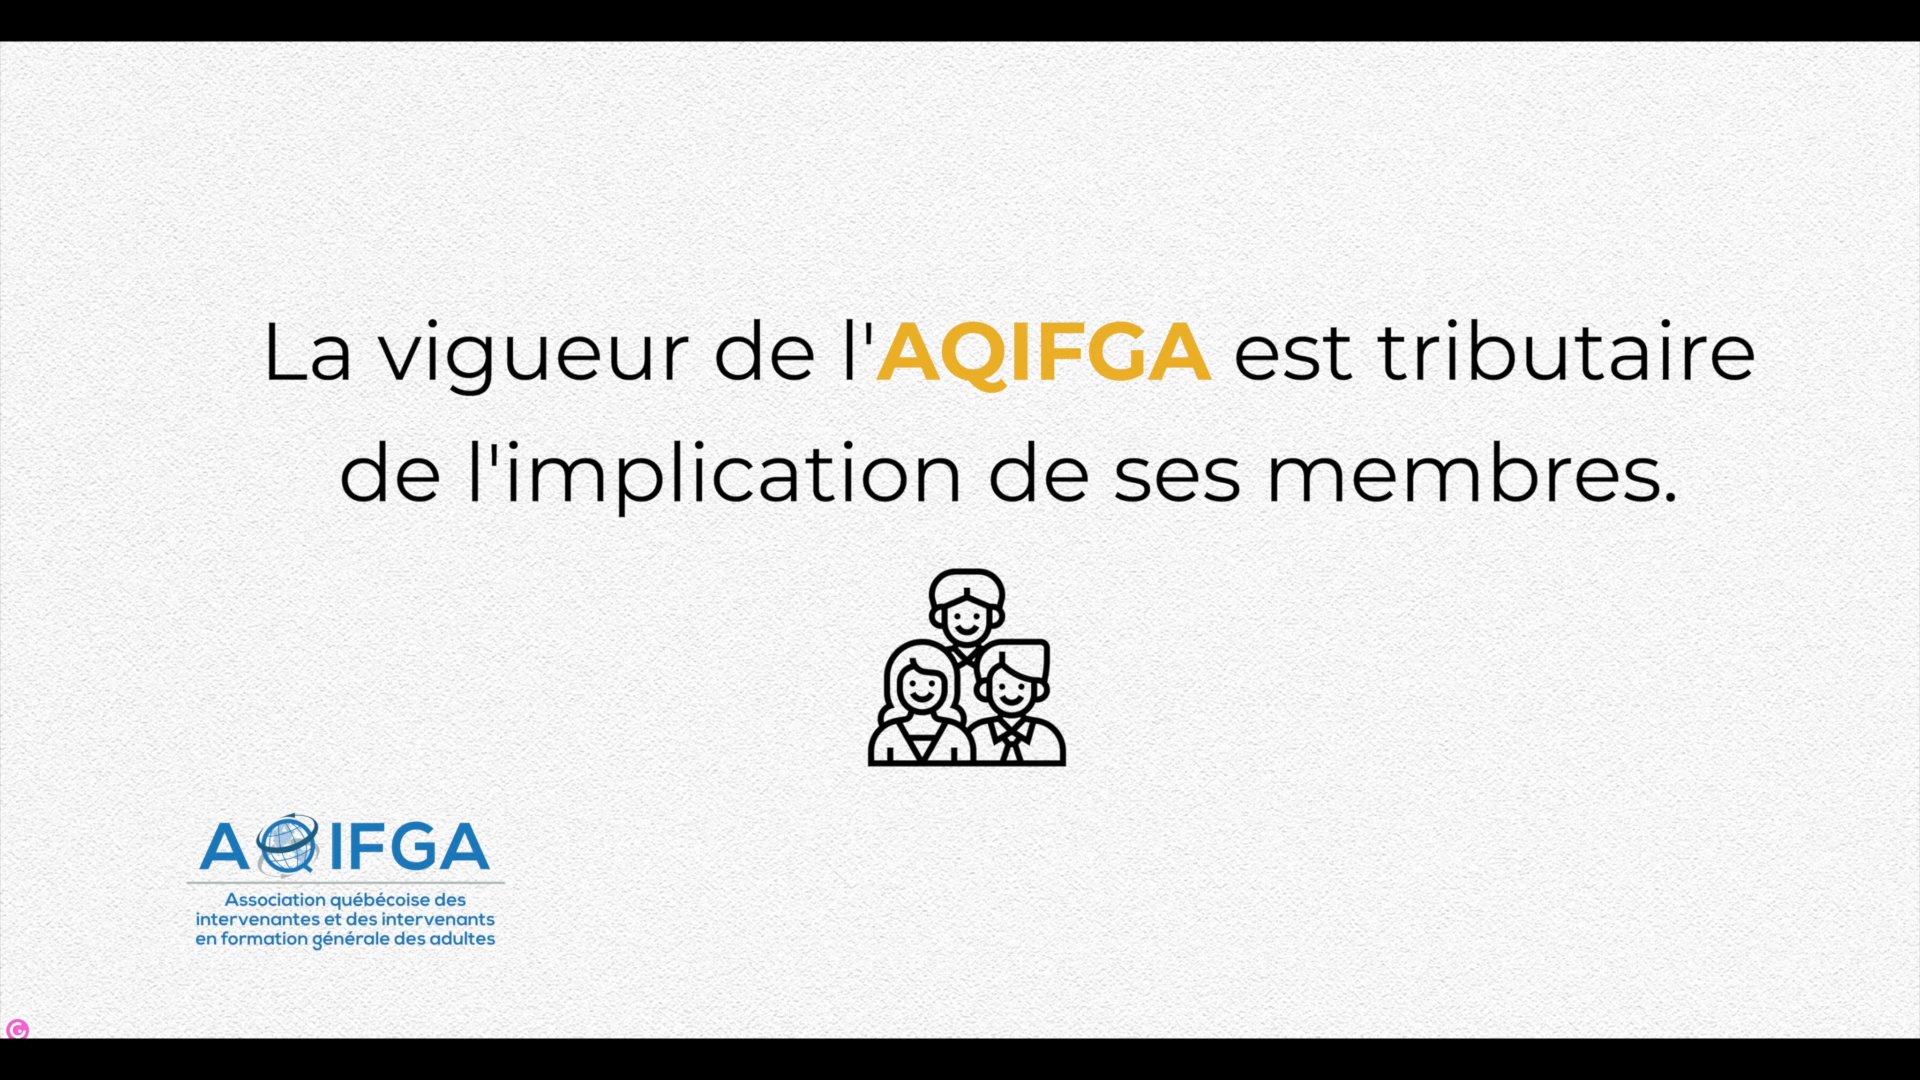 La vigueur de l'AQIFGA est tributaire
de l'implication de ses membres.
AQIFGA
Association québécoise des
intervenantes et des intervenants
en formation générale des adultes